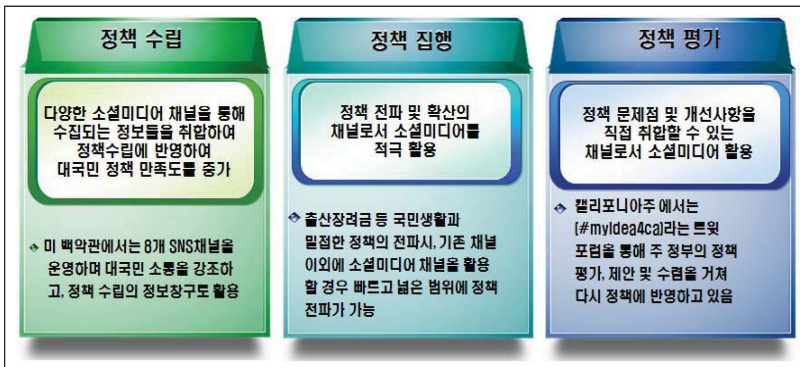 정책 수립
다양한 소셜미디어 채널을 통해
수집되는 정보들을 취합하여
정책수립에 반영하여
대국민 정책 만족도를 증가
미 백악관에서는 8개 SNS채널을
운영하며 대국민 소통을 강조하
고, 정책 수립의 정보창구로 활용
정책 집행
정책 전파 및 확산의
채널로서 소셜미디어를
적극 활용
출산장려금 등 국민생활과
밀접한 정책의 전파시, 기존 채널
이외에 소셜미디어 채널을 활용
할 경우 빠르고 넓은 범위에 정책
전파가 가능
정책 평가
정책 문제점 및 개선사항을
직접 취합할 수 있는
채널로서 소셜미디어 활용
캘리포니아주 에서는
(#myIdea4ca)라는 트윗
포럼을 통해 주 정부의 정책
평가, 제안 및 수렴을 거쳐
다시 정책에 반영하고 있음